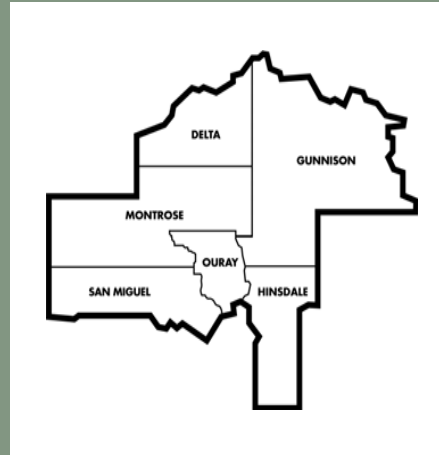 DELTA
GUNNISON
MONTROSE
OURAY
SAN MIGUEL
HINSDALE